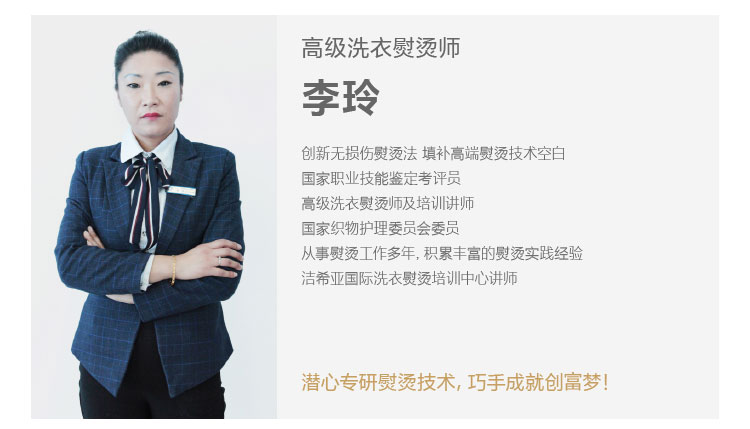 高级洗衣熨烫师
李玲
创新无损伤熨烫法 填补高端熨烫技术空白
国家职业技能鉴定考评员
高级洗衣熨烫师及培训讲师
国家织物护理委员会委员
从事熨烫工作多年, 积累丰富的熨烫实践经验
洁希亚国际洗衣熨烫培训中心讲师
潜心专研熨烫技术, 巧手成就创富梦!